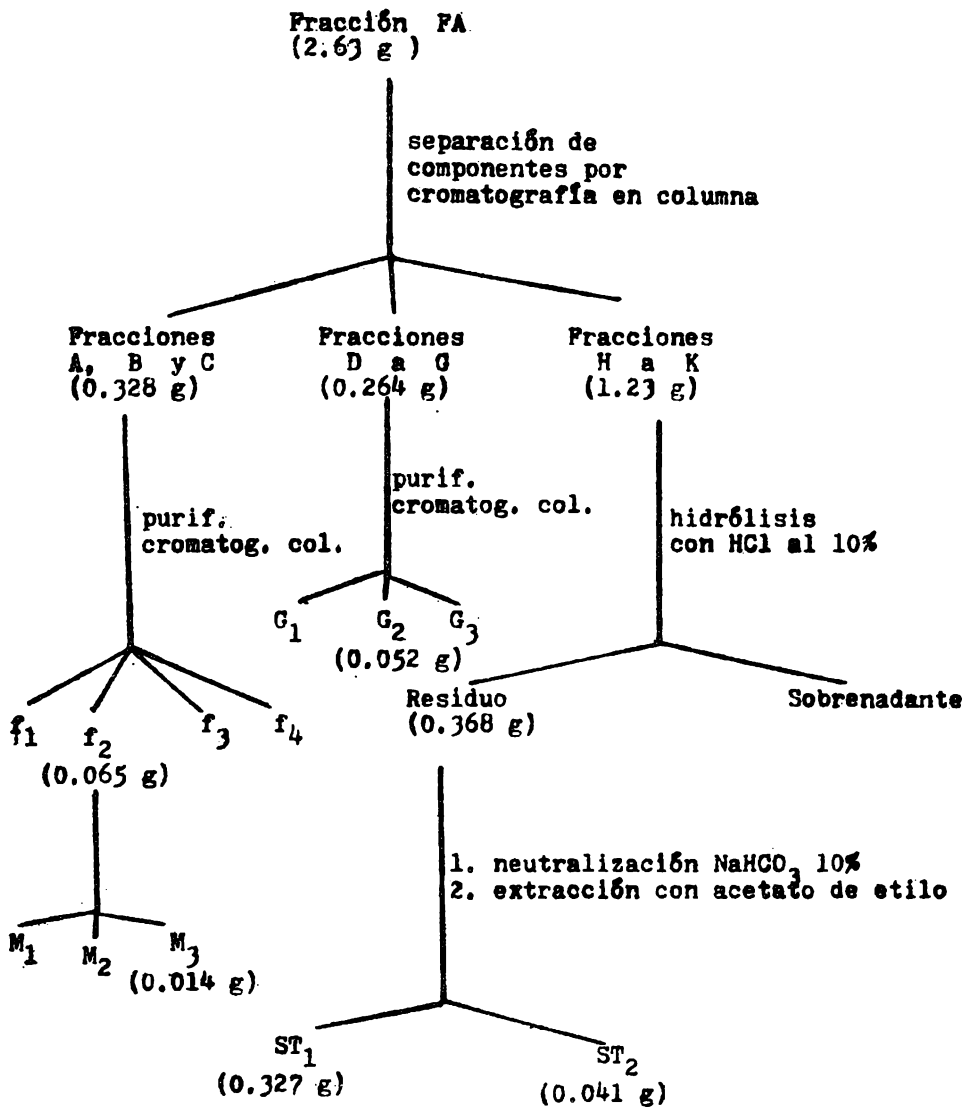 Fracción FA
(2.63 g )
separación de
componentes por
cromatografía en columna
Fracciones
A, B y C
(0.328 g)
Fracciones
D a G
(0.264 g)
Fracciones
H a K
(1.23 g)
purif.
cromatog. col.
purif.
cromatog. col.
hidrólisis
con HCl al 10%
G₁ G₂ G₃
(0.052 g)
f₁ f₂ f₃ f₄
(0.065 g)
Residuo
(0.368 g)
Sobrenadante
1. neutralización NaHCO₃ 10%
2. extracción con acetato de etilo
M₁ M₂ M₃
(0.014 g)
ST₁
(0.327 g)
ST₂
(0.041 g)